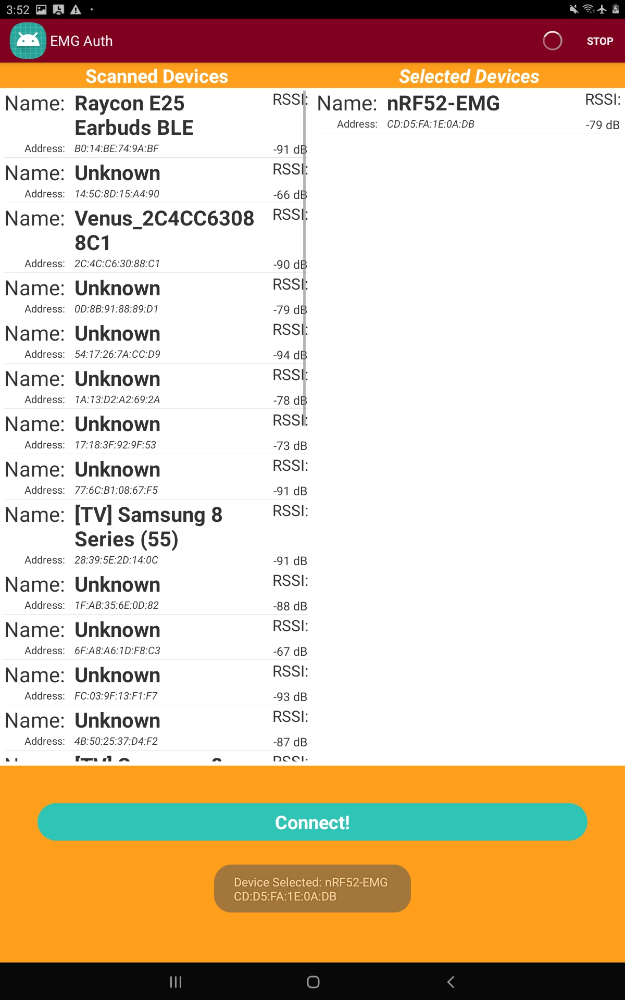 3:52
EMG Auth
STOP
Scanned Devices
Selected Devices
Name: Raycon E25 RSSI:
Earbuds BLE
Address: B0:14:BE:74:9A:BF -91 dB
Name: Unknown RSSI:
Address: 14:5C:8D:15:A4:90 -66 dB
Name: Venus_2C4CC6308 RSSI:
8C1
Address: 2C:4C:C6:30:88:C1 -90 dB
Name: Unknown RSSI:
Address: 0D:8B:91:88:89:D1 -79 dB
Name: Unknown RSSI:
Address: 54:17:26:7A:CC:D9 -94 dB
Name: Unknown RSSI:
Address: 1A:13:D2:A2:69:2A -78 dB
Name: Unknown RSSI:
Address: 17:18:3F:92:9F:53 -73 dB
Name: Unknown RSSI:
Address: 77:6C:B1:08:67:F5 -91 dB
Name: [TV] Samsung 8 RSSI:
Series (55)
Address: 28:39:5E:2D:14:0C -91 dB
Name: Unknown RSSI:
Address: 1F:AB:35:6E:0D:82 -88 dB
Name: Unknown RSSI:
Address: 6F:A8:A6:1D:F8:C3 -67 dB
Name: Unknown RSSI:
Address: FC:03:9F:13:F1:F7 -93 dB
Name: Unknown RSSI:
Address: 4B:50:25:37:D4:F2 -87 dB
Name: nRF52-EMG RSSI:
Address: CD:D5:FA:1E:0A:DB -79 dB
Connect!
Device Selected: nRF52-EMG
CD:D5:FA:1E:0A:DB